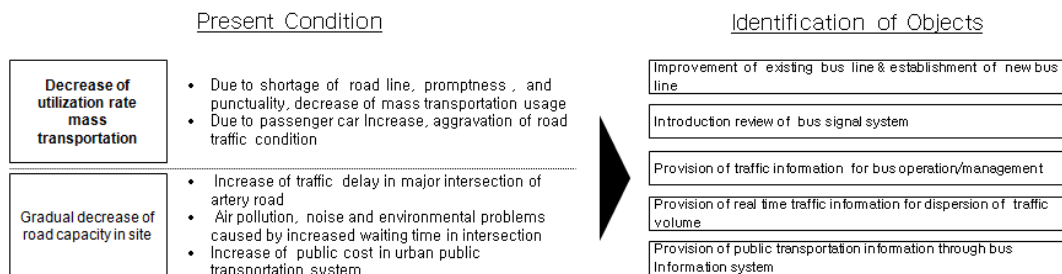 Present Condition
Identification of Objects
Decrease of
utilization rate
mass
transportation
• Due to shortage of road line, promptness , and
punctuality, decrease of mass transportation usage
• Due to passenger car Increase, aggravation of road
traffic condition
Gradual decrease of
road capacity in site
• Increase of traffic delay in major intersection of
artery road
• Air pollution, noise and environmental problems
caused by increased waiting time in intersection
• Increase of public cost in urban public
transportation system
Improvement of existing bus line & establishment of new bus
line
Introduction review of bus signal system
Provision of traffic information for bus operation/management
Provision of real time traffic information for dispersion of traffic
volume
Provision of public transportation information through bus
Information system